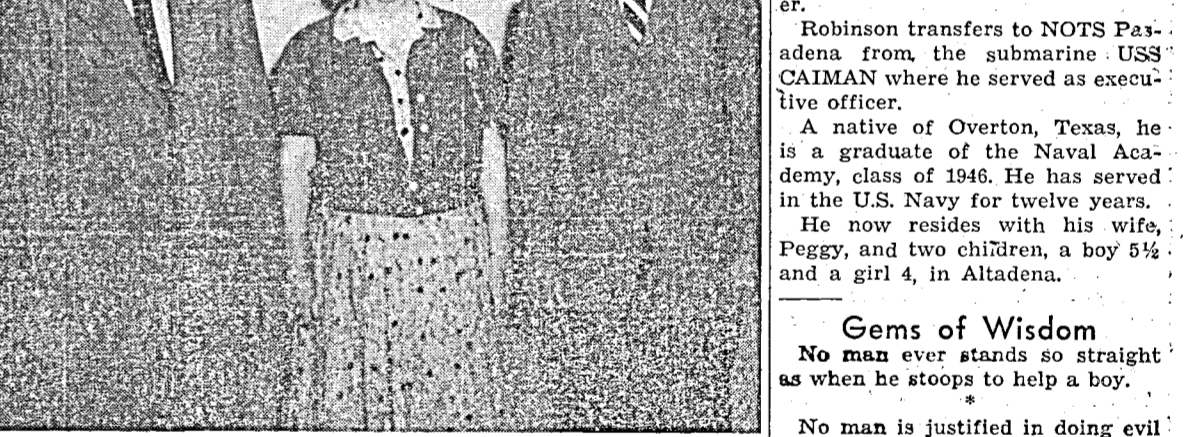 er.
Robinson transfers to NOTS Pas-
adena from the submarine USS
CAIMAN where he served as execu-
tive officer.
A native of Overton, Texas, he
is a graduate of the Naval Aca-
demy, class of 1946. He has served
in the U.S. Navy for twelve years.
He now resides with his wife,
Peggy, and two children, a boy 5½
and a girl 4, in Altadena.
Gems of Wisdom
No man ever stands so straight
as when he stoops to help a boy.
*
No man is justified in doing evil